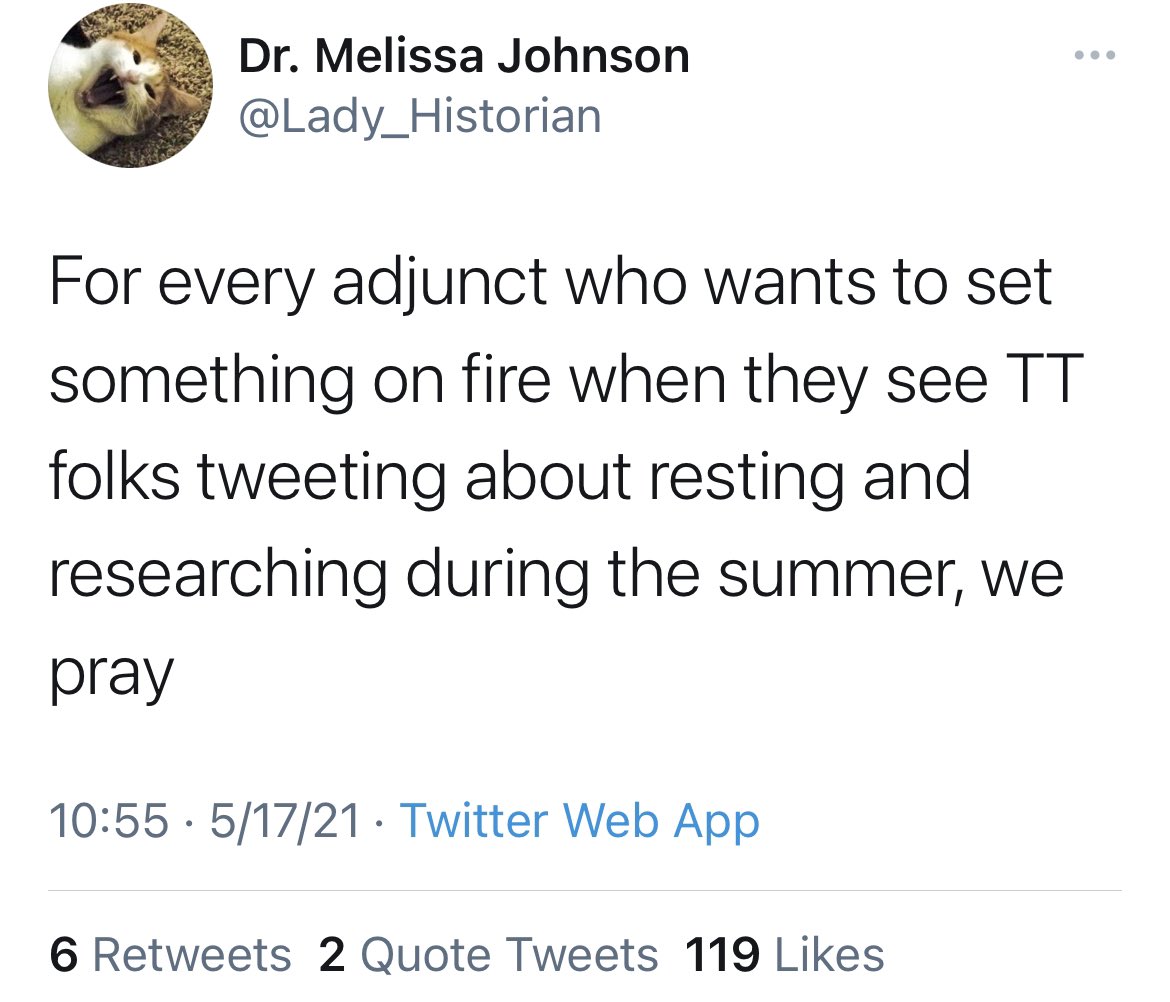 Dr. Melissa Johnson
@Lady_Historian
For every adjunct who wants to set
something on fire when they see TT
folks tweeting about resting and
researching during the summer, we
pray
10:55 · 5/17/21 · Twitter Web App
6 Retweets 2 Quote Tweets 119 Likes